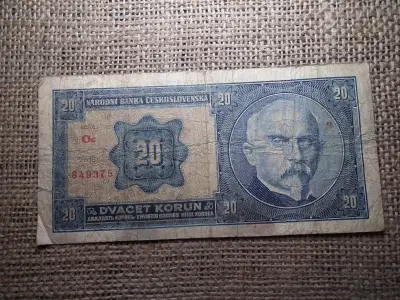 20 NÁRODNÍ BANKA ČESKOSLOVENSKÁ 20
Oc
20
849375
20 DVACET KORUN 20